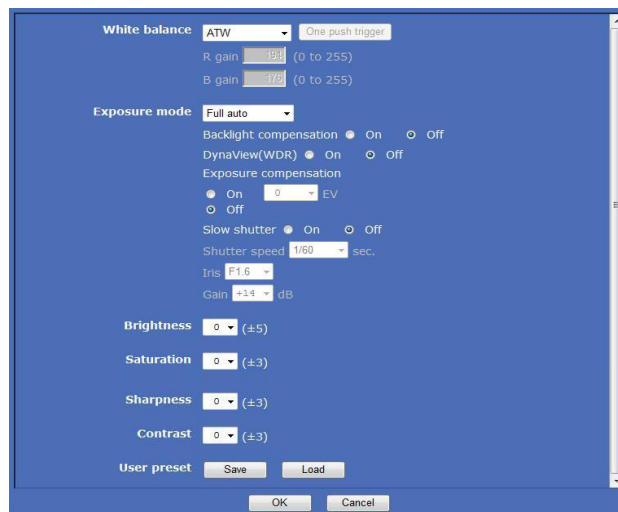 White balance ATW One push trigger
R gain 194 (0 to 255)
B gain 176 (0 to 255)
Exposure mode Full auto
Backlight compensation On Off
DynaView(WDR) On Off
Exposure compensation
On 0 EV
Off
Slow shutter On Off
Shutter speed 1/60 sec.
Iris F1.6
Gain +14 dB
Brightness 0 (±5)
Saturation 0 (±3)
Sharpness 0 (±3)
Contrast 0 (±3)
User preset Save Load
OK Cancel